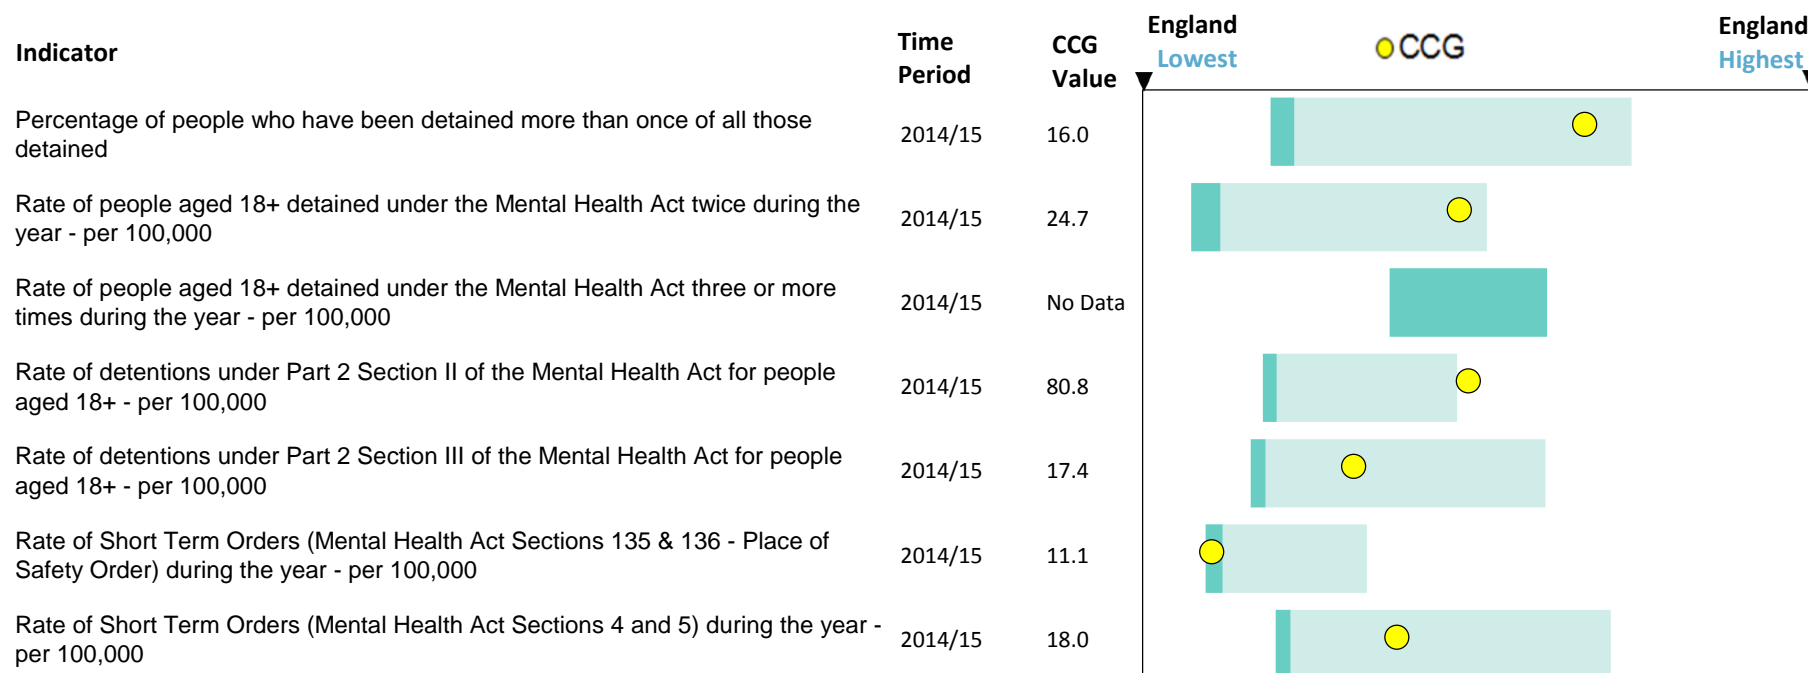 Indicator
Time
Period
CCG
Value
England
Lowest
CCG
England
Highest
Percentage of people who have been detained more than once of all those
detained
2014/15
16.0
Rate of people aged 18+ detained under the Mental Health Act twice during the
year - per 100,000
2014/15
24.7
Rate of people aged 18+ detained under the Mental Health Act three or more
times during the year - per 100,000
2014/15
No Data
Rate of detentions under Part 2 Section II of the Mental Health Act for people
aged 18+ - per 100,000
2014/15
80.8
Rate of detentions under Part 2 Section III of the Mental Health Act for people
aged 18+ - per 100,000
2014/15
17.4
Rate of Short Term Orders (Mental Health Act Sections 135 & 136 - Place of
Safety Order) during the year - per 100,000
2014/15
11.1
Rate of Short Term Orders (Mental Health Act Sections 4 and 5) during the year -
per 100,000
2014/15
18.0